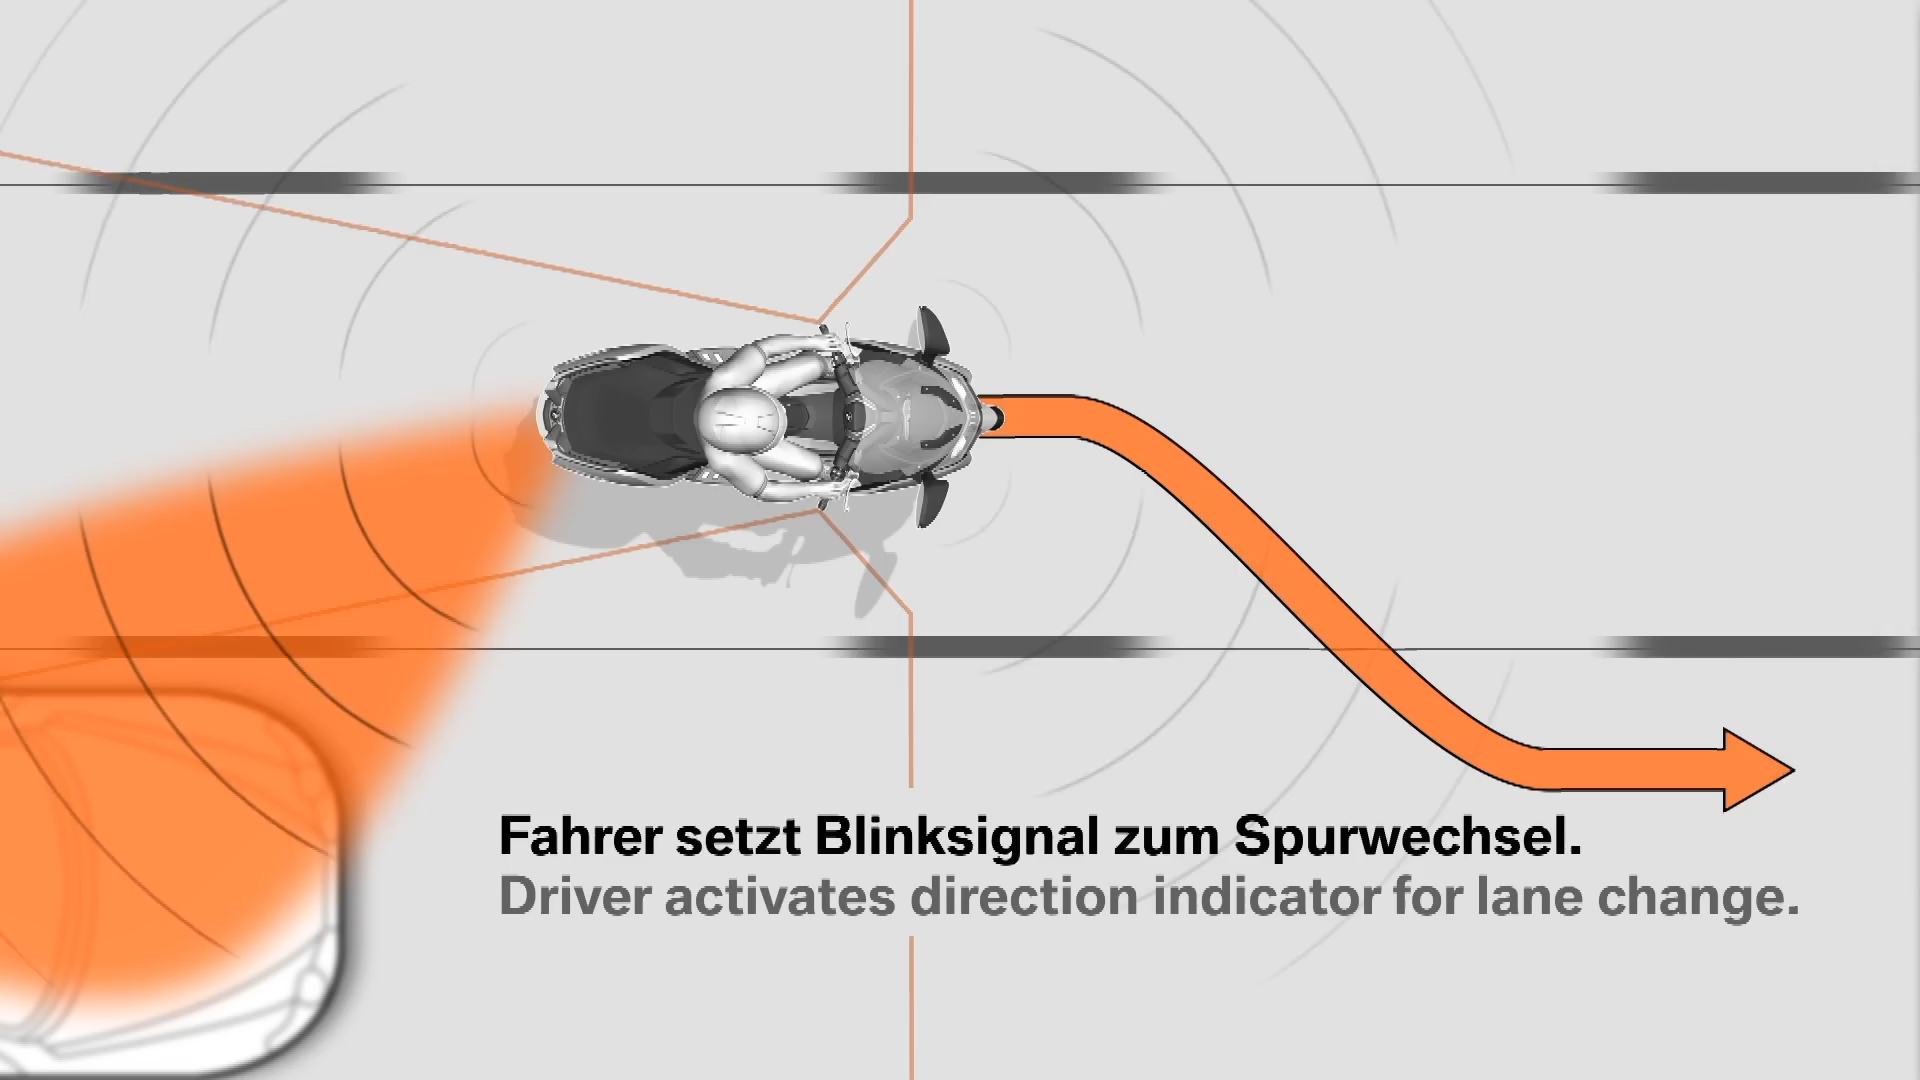 Fahrer setzt Blinksignal zum Spurwechsel.
Driver activates direction indicator for lane change.